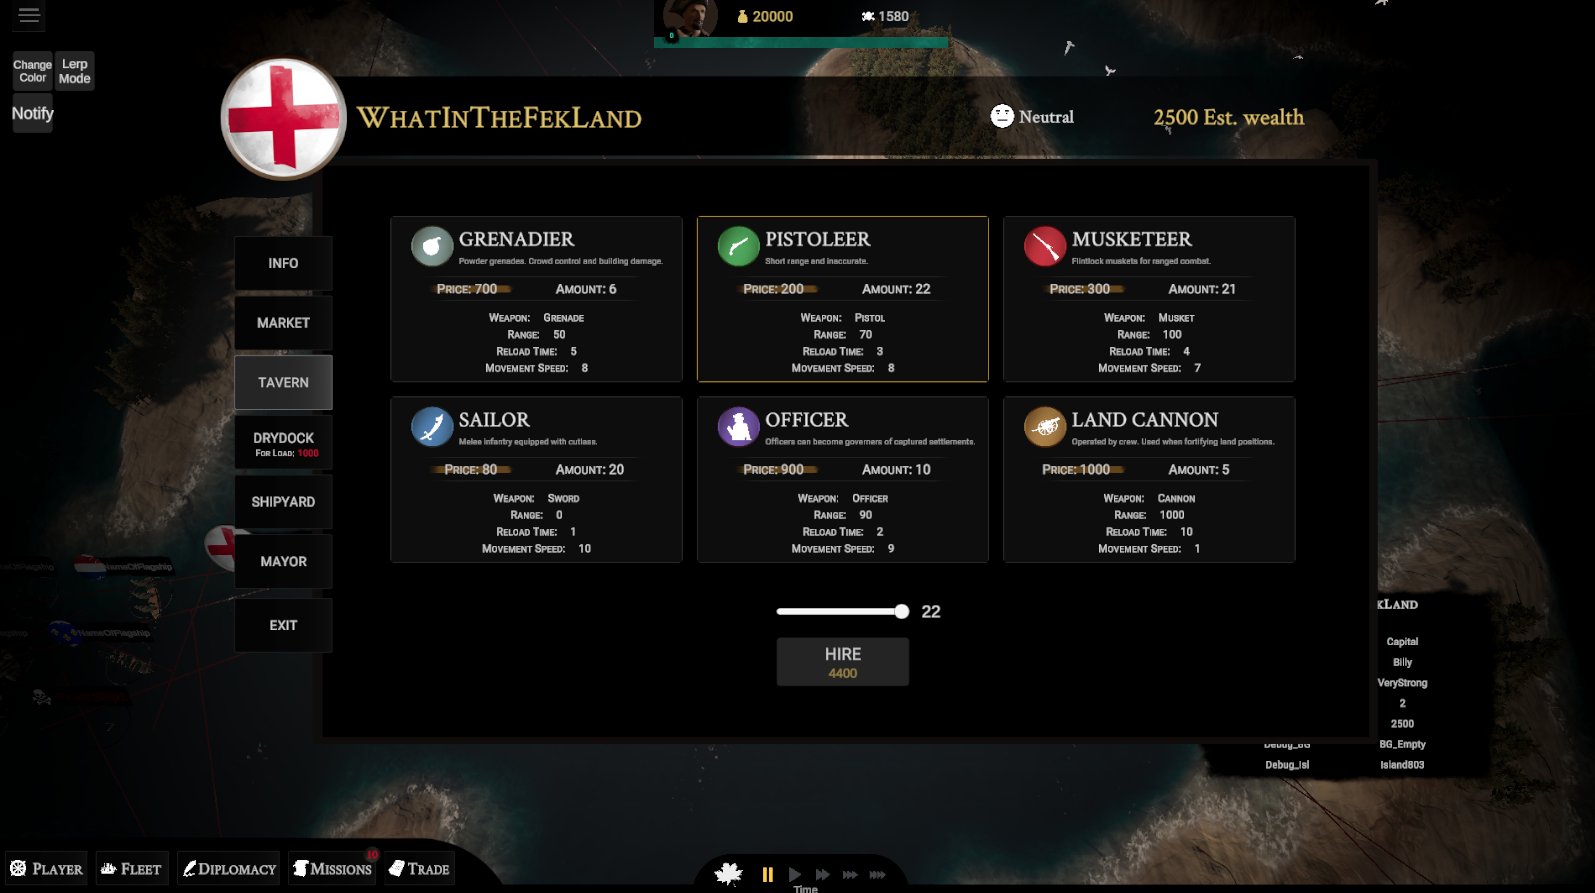 20000
1580
0
Change Color
Lerp Mode
Notify
WhatInTheFekLand
Neutral
2500 Est. wealth
INFO
MARKET
TAVERN
DRYDOCK
For Load: 1000
SHIPYARD
MAYOR
EXIT
GRENADIER
Powder grenades. Crowd control and building damage.
Price: 700 Amount: 6
Weapon: Grenade
Range: 50
Reload Time: 5
Movement Speed: 8
PISTOLEER
Short range and inaccurate.
Price: 200 Amount: 22
Weapon: Pistol
Range: 70
Reload Time: 3
Movement Speed: 8
MUSKETEER
Flintlock muskets for ranged combat.
Price: 300 Amount: 21
Weapon: Musket
Range: 100
Reload Time: 4
Movement Speed: 7
SAILOR
Melee infantry equipped with cutlass.
Price: 80 Amount: 20
Weapon: Sword
Range: 0
Reload Time: 1
Movement Speed: 10
OFFICER
Officers can become governers of captured settlements.
Price: 900 Amount: 10
Weapon: Officer
Range: 90
Reload Time: 2
Movement Speed: 9
LAND CANNON
Operated by crew. Used when fortifying land positions.
Price: 1000 Amount: 5
Weapon: Cannon
Range: 1000
Reload Time: 10
Movement Speed: 1
22
HIRE
4400
NameOfFlagship
NameOfFlagship
kLand
Capital
Billy
VeryStrong
2
2500
Debug_BG BG_Empty
Debug_Isl Island803
Player
Fleet
Diplomacy
Missions
10
Trade
Time